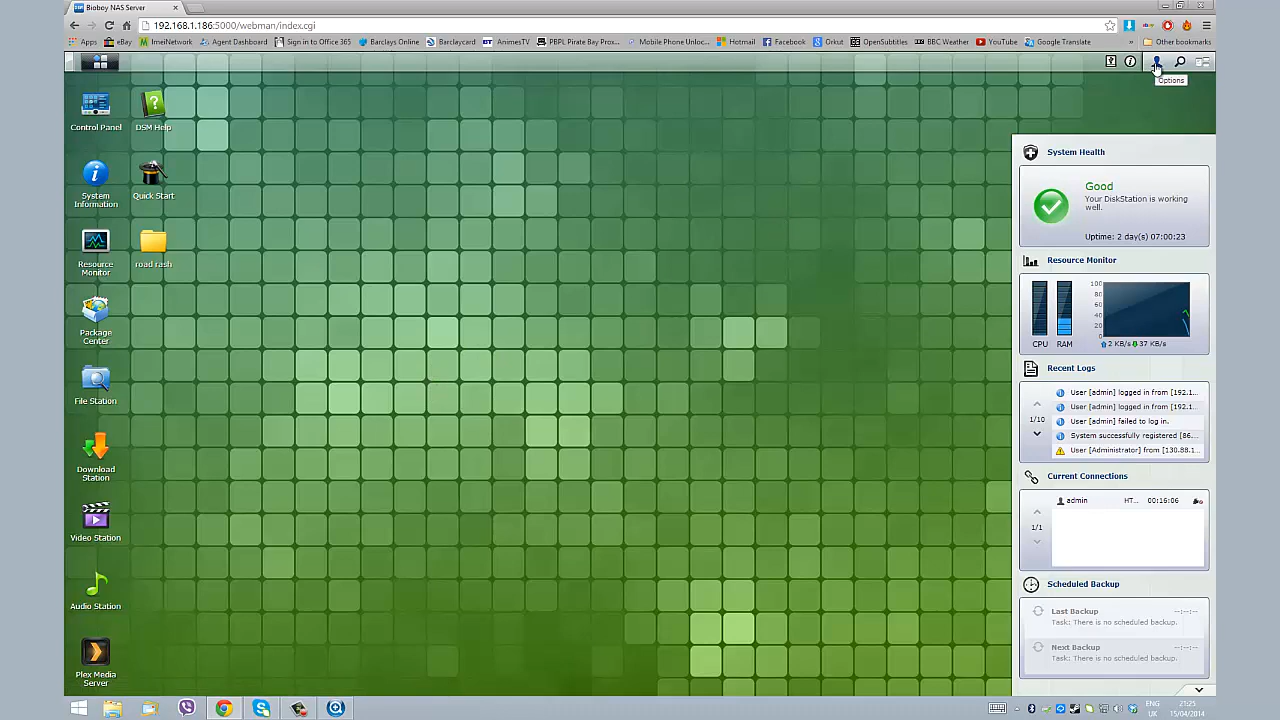 Bioboy NAS Server
192.168.1.186:5000/webman/index.cgi
Apps eBay ImeiNetwork Agent Dashboard Sign in to Office 365 Barclays Online Barclaycard AnimesTV PBPL Pirate Bay Prox... Mobile Phone Unloc... Hotmail Facebook Orkut OpenSubtitles BBC Weather YouTube Google Translate » Other bookmarks
Options
Control Panel
DSM Help
System
Information
Quick Start
Resource
Monitor
road rash
Package
Center
File Station
Download
Station
Video Station
Audio Station
Plex Media
Server
System Health
Good
Your DiskStation is working
well.
Uptime: 2 day(s) 07:00:23
Resource Monitor
100
80
60
40
20
0
CPU RAM 2 KB/s 37 KB/s
Recent Logs
User [admin] logged in from [192.1...
User [admin] logged in from [192.1...
1/10
User [admin] failed to log in.
System successfully registered [86....
User [Administrator] from [130.88.1...
Current Connections
admin HT... 00:16:06
1/1
Scheduled Backup
Last Backup --:--:--
Task: There is no scheduled backup.
Next Backup --:--:--
Task: There is no scheduled backup.
ENG
UK
21:25
15/04/2014